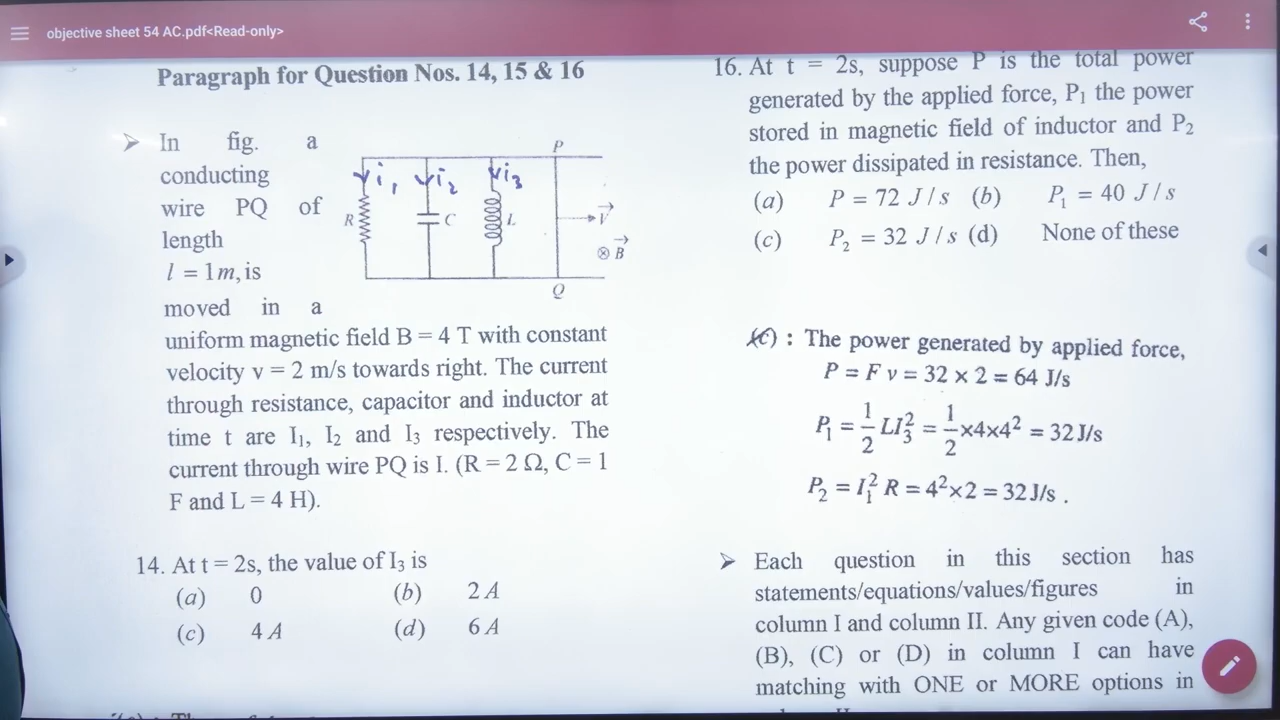 objective sheet 54 AC.pdf<Read-only>
Paragraph for Question Nos. 14, 15 & 16
➢ In fig. a
conducting
wire PQ of
length
l = 1m, is
moved in a
uniform magnetic field B = 4 T with constant
velocity v = 2 m/s towards right. The current
through resistance, capacitor and inductor at
time t are I₁, I₂ and I₃ respectively. The
current through wire PQ is I. (R = 2 Ω, C = 1
F and L = 4 H).
P
i₁ i₂ i₃
R C L V⃗
⊗ B⃗
Q
14. At t = 2s, the value of I₃ is
(a) 0 (b) 2 A
(c) 4 A (d) 6 A
16. At t = 2s, suppose P is the total power
generated by the applied force, P₁ the power
stored in magnetic field of inductor and P₂
the power dissipated in resistance. Then,
(a) P = 72 J / s (b) P₁ = 40 J / s
(c) P₂ = 32 J / s (d) None of these
(c) : The power generated by applied force,
P = F v = 32 × 2 = 64 J/s
P₁ = 1/2 LI₃² = 1/2 ×4×4² = 32 J/s
P₂ = I₁² R = 4²×2 = 32 J/s .
➢ Each question in this section has
statements/equations/values/figures in
column I and column II. Any given code (A),
(B), (C) or (D) in column I can have
matching with ONE or MORE options in